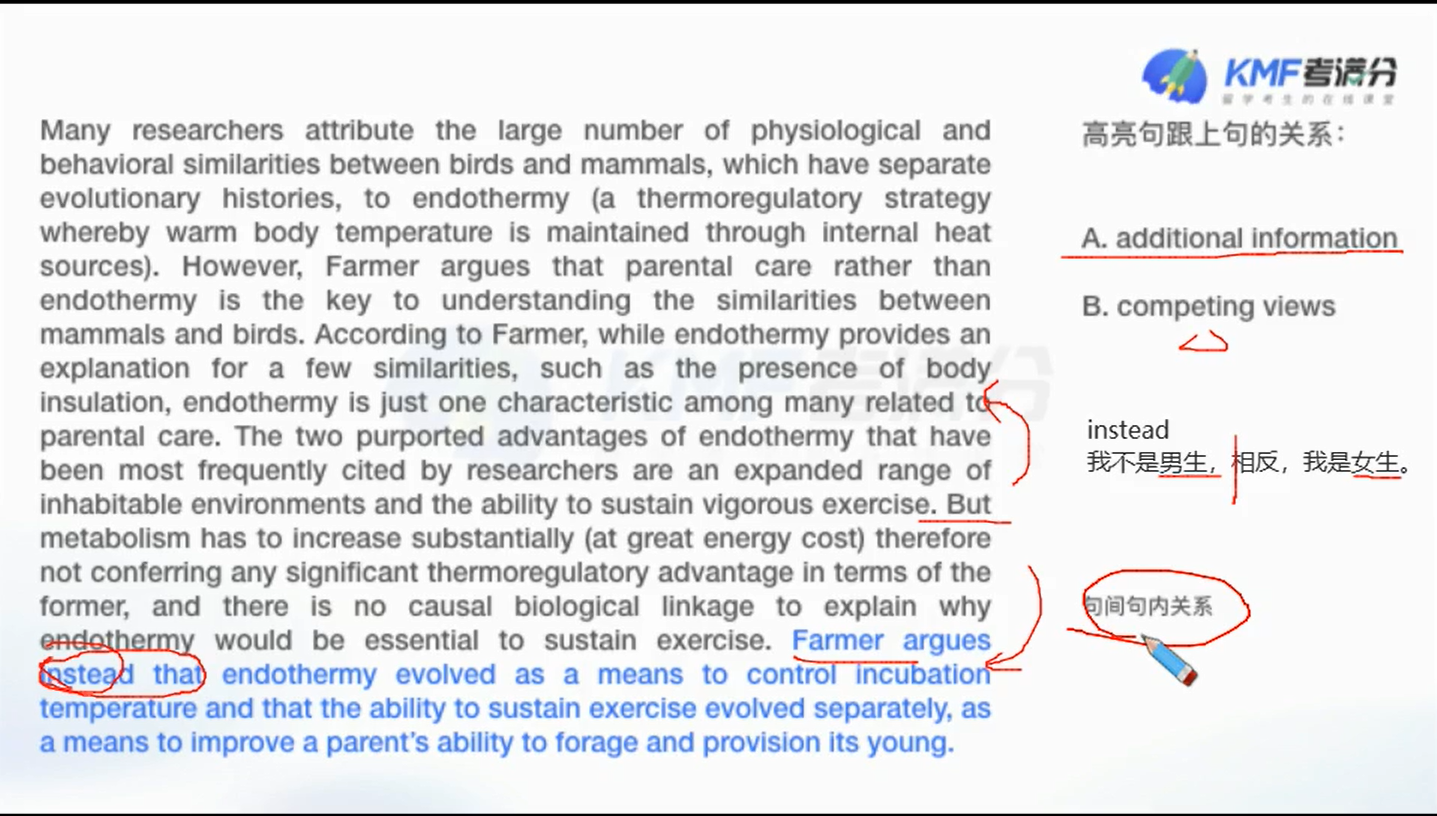 KMF考满分
留学考生的在线课堂
Many researchers attribute the large number of physiological and
behavioral similarities between birds and mammals, which have separate
evolutionary histories, to endothermy (a thermoregulatory strategy
whereby warm body temperature is maintained through internal heat
sources). However, Farmer argues that parental care rather than
endothermy is the key to understanding the similarities between
mammals and birds. According to Farmer, while endothermy provides an
explanation for a few similarities, such as the presence of body
insulation, endothermy is just one characteristic among many related to
parental care. The two purported advantages of endothermy that have
been most frequently cited by researchers are an expanded range of
inhabitable environments and the ability to sustain vigorous exercise. But
metabolism has to increase substantially (at great energy cost) therefore
not conferring any significant thermoregulatory advantage in terms of the
former, and there is no causal biological linkage to explain why
endothermy would be essential to sustain exercise. Farmer argues
instead that endothermy evolved as a means to control incubation
temperature and that the ability to sustain exercise evolved separately, as
a means to improve a parent's ability to forage and provision its young.
高亮句跟上句的关系：
A. additional information
B. competing views
instead
我不是男生，相反，我是女生。
句间句内关系
KMF考满分